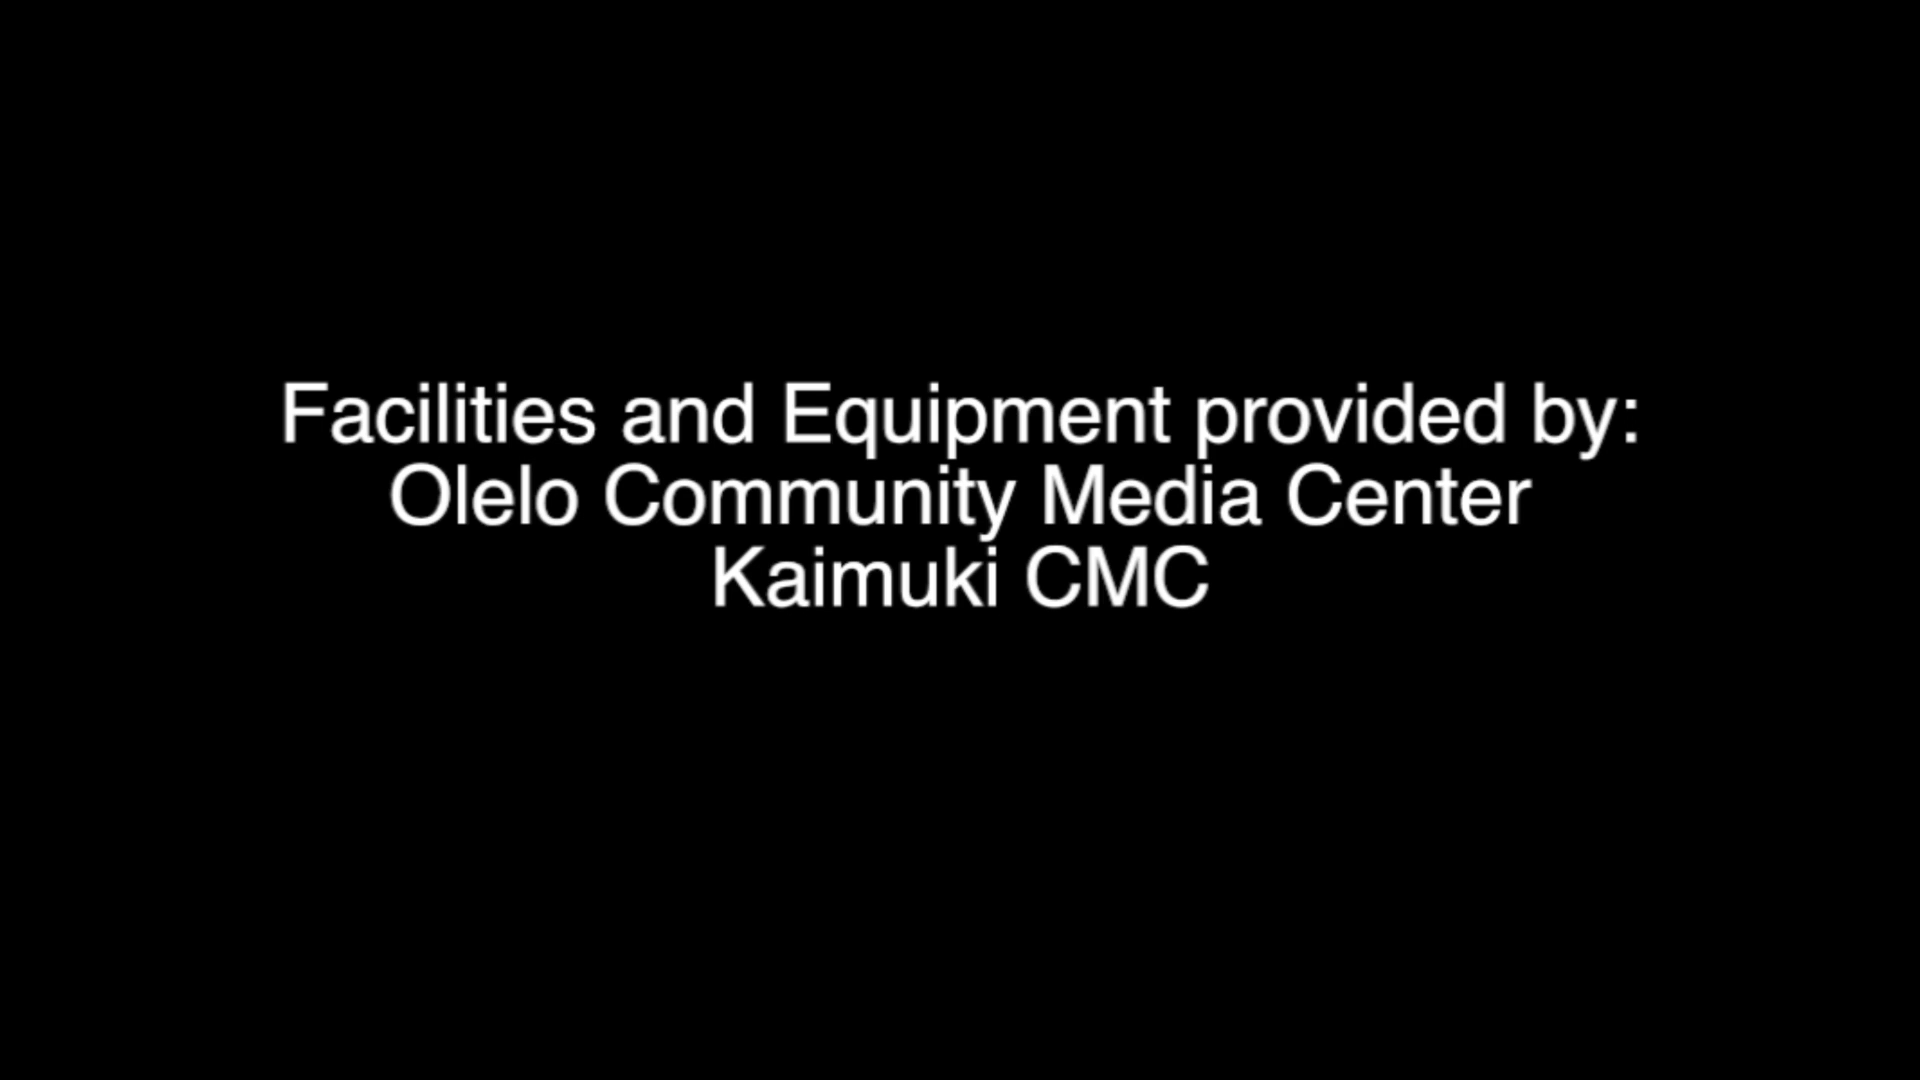 Facilities and Equipment provided by:
Olelo Community Media Center
Kaimuki CMC